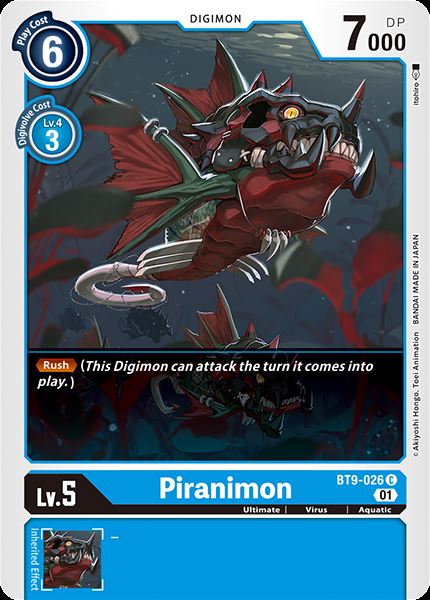 Play Cost
6
DIGIMON
7000
DP
Digivolve Cost
Lv.4
3
itohiro
©Akiyoshi Hongo, Toei Animation BANDAI MADE IN JAPAN
Rush (This Digimon can attack the turn it comes into
play.)
Lv.5
Piranimon
BT9-026 C
01
Ultimate | Virus | Aquatic
Inherited Effect
–